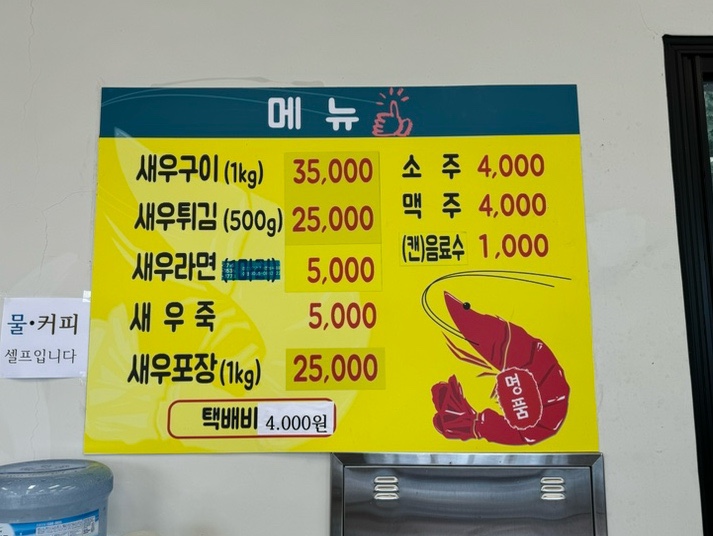 메뉴
새우구이 (1kg) 35,000
새우튀김 (500g) 25,000
새우라면 5,000
새우죽 5,000
새우포장 (1kg) 25,000
택배비 4.000원
소주 4,000
맥주 4,000
(캔)음료수 1,000
명품
물·커피
셀프입니다